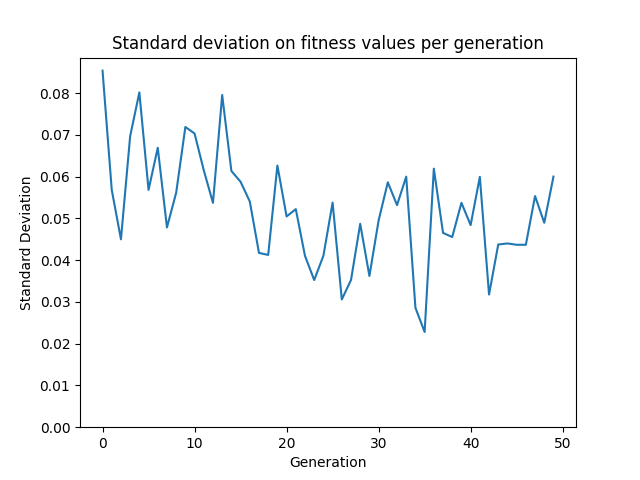 Standard deviation on fitness values per generation
Standard Deviation
0.08
0.07
0.06
0.05
0.04
0.03
0.02
0.01
0.00
0 10 20 30 40 50
Generation